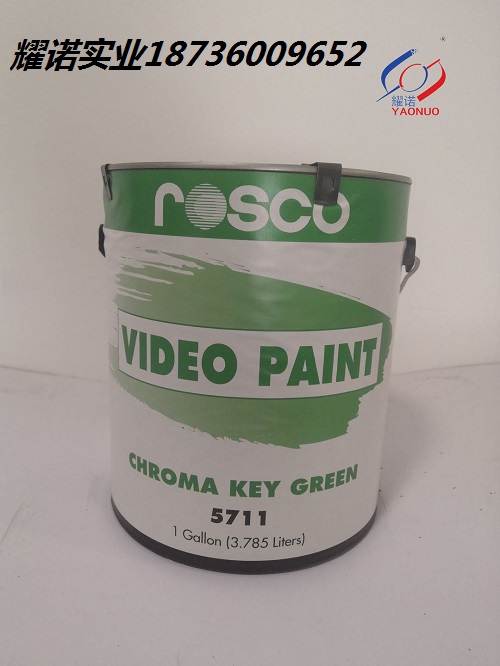 耀诺实业18736009652
®
耀诺
YAONUO
rosco
VIDEO PAINT
CHROMA KEY GREEN
5711
1 Gallon (3.785 Liters)